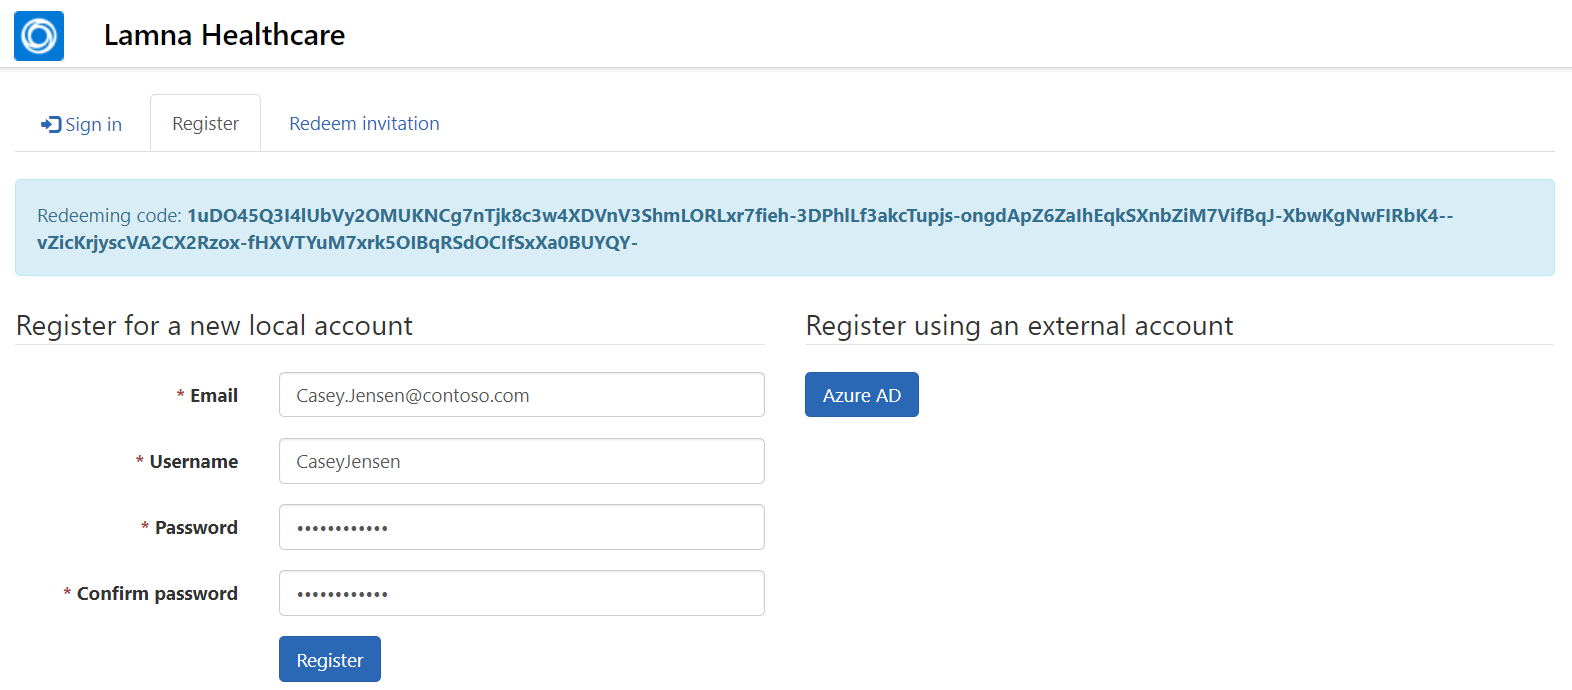 Lamna Healthcare
Sign in
Register
Redeem invitation
Redeeming code: 1uDO45Q3I4lUbVy2OMUKNCg7nTjk8c3w4XDVnV3ShmLORLxr7fieh-3DPhlLf3akcTupjs-ongdApZ6ZaIhEqkSXnbZiM7VifBqJ-XbwKgNwFIRbK4--
vZicKrjyscVA2CX2Rzox-fHXVTYuM7xrk5OIBqRSdOCIfSxXa0BUYQY-
Register for a new local account
* Email
Casey.Jensen@contoso.com
* Username
CaseyJensen
* Password
••••••••••••
* Confirm password
••••••••••••
Register
Register using an external account
Azure AD